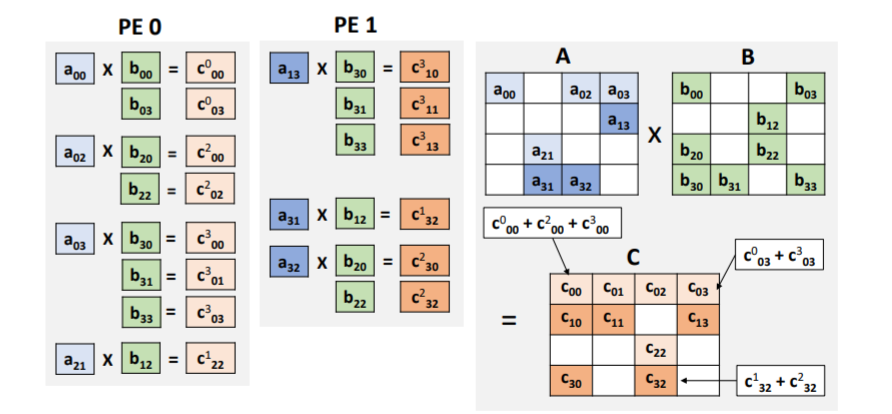 PE 0
a₀₀ X b₀₀ = c⁰₀₀
b₀₃ c⁰₀₃
a₀₂ X b₂₀ = c²₀₀
b₂₂ = c²₀₂
a₀₃ X b₃₀ = c³₀₀
b₃₁ = c³₀₁
b₃₃ = c³₀₃
a₂₁ X b₁₂ = c¹₂₂
PE 1
a₁₃ X b₃₀ = c³₁₀
b₃₁ c³₁₁
b₃₃ c³₁₃
a₃₁ X b₁₂ = c¹₃₂
a₃₂ X b₂₀ = c²₃₀
b₂₂ c²₃₂
A
a₀₀ a₀₂ a₀₃
a₁₃
a₂₁
a₃₁ a₃₂
X
B
b₀₀ b₀₃
b₁₂
b₂₀ b₂₂
b₃₀ b₃₁ b₃₃
c⁰₀₀ + c²₀₀ + c³₀₀
=
C
c₀₀ c₀₁ c₀₂ c₀₃
c₁₀ c₁₁ c₁₃
c₂₂
c₃₀ c₃₂
c⁰₀₃ + c³₀₃
c¹₃₂ + c²₃₂